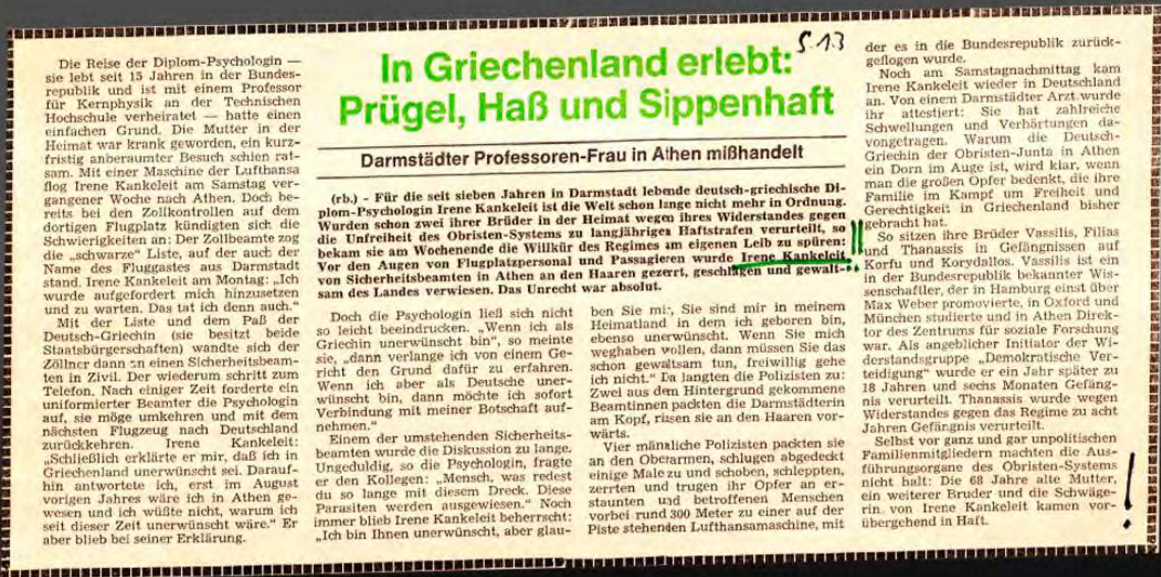 S. 13
In Griechenland erlebt:
Prügel, Haß und Sippenhaft
Darmstädter Professoren-Frau in Athen mißhandelt
(rb.) - Für die seit sieben Jahren in Darmstadt lebende deutsch-griechische Di-
plom-Psychologin Irene Kankeleit ist die Welt schon lange nicht mehr in Ordnung.
Wurden schon zwei ihrer Brüder in der Heimat wegen ihres Widerstandes gegen
die Unfreiheit des Obristen-Systems zu langjährigen Haftstrafen verurteilt, so
bekam sie am Wochenende die Willkür des Regimes am eigenen Leib zu spüren:
Vor den Augen von Flugplatzpersonal und Passagieren wurde Irene Kankeleit
von Sicherheitsbeamten in Athen an den Haaren gezerrt, geschlagen und gewalt-
sam des Landes verwiesen. Das Unrecht war absolut.
Die Reise der Diplom-Psychologin —
sie lebt seit 15 Jahren in der Bundes-
republik und ist mit einem Professor
für Kernphysik an der Technischen
Hochschule verheiratet — hatte einen
einfachen Grund. Die Mutter in der
Heimat war krank geworden, ein kurz-
fristig anberaumter Besuch schien rat-
sam. Mit einer Maschine der Lufthansa
flog Irene Kankeleit am Samstag ver-
gangener Woche nach Athen. Doch be-
reits bei den Zollkontrollen auf dem
dortigen Flugplatz kündigten sich die
Schwierigkeiten an: Der Zollbeamte zog
die „schwarze" Liste, auf der auch der
Name des Fluggastes aus Darmstadt
stand. Irene Kankeleit am Montag: „Ich
wurde aufgefordert mich hinzusetzen
und zu warten. Das tat ich denn auch."
Mit der Liste und dem Paß der
Deutsch-Griechin (sie besitzt beide
Staatsbürgerschaften) wandte sich der
Zöllner dann an einen Sicherheitsbeam-
ten in Zivil. Der wiederum schritt zum
Telefon. Nach einiger Zeit forderte ein
uniformierter Beamter die Psychologin
auf, sie möge umkehren und mit dem
nächsten Flugzeug nach Deutschland
zurückkehren. Irene Kankeleit:
„Schließlich erklärte er mir, daß ich in
Griechenland unerwünscht sei. Darauf-
hin antwortete ich, erst im August
vorigen Jahres wäre ich in Athen ge-
wesen und ich wüßte nicht, warum ich
seit dieser Zeit unerwünscht wäre." Er
aber blieb bei seiner Erklärung.
Doch die Psychologin ließ sich nicht
so leicht beeindrucken. „Wenn ich als
Griechin unerwünscht bin", so meinte
sie, „dann verlange ich von einem Ge-
richt den Grund dafür zu erfahren.
Wenn ich aber als Deutsche uner-
wünscht bin, dann möchte ich sofort
Verbindung mit meiner Botschaft auf-
nehmen."
Einem der umstehenden Sicherheits-
beamten wurde die Diskussion zu lange.
Ungeduldig, so die Psychologin, fragte
er den Kollegen: „Mensch, was redest
du so lange mit diesem Dreck. Diese
Parasiten werden ausgewiesen." Noch
immer blieb Irene Kankeleit beherrscht:
„Ich bin Ihnen unerwünscht, aber glau-
ben Sie mir, Sie sind mir in meinem
Heimatland in dem ich geboren bin,
ebenso unerwünscht. Wenn Sie mich
weghaben wollen, dann müssen Sie das
schon gewaltsam tun, freiwillig gehe
ich nicht." Da langten die Polizisten zu:
Zwei aus dem Hintergrund gekommene
Beamtinnen packten die Darmstädterin
am Kopf, rissen sie an den Haaren vor-
wärts.
Vier männliche Polizisten packten sie
an den Oberarmen, schlugen abgedeckt
einige Male zu und schoben, schleppten,
zerrten und trugen ihr Opfer an er-
staunten und betroffenen Menschen
vorbei rund 300 Meter zu einer auf der
Piste stehenden Lufthansamaschine, mit
der es in die Bundesrepublik zurück-
geflogen wurde.
Noch am Samstagnachmittag kam
Irene Kankeleit wieder in Deutschland
an. Von einem Darmstädter Arzt wurde
ihr attestiert: Sie hat zahlreiche
Schwellungen und Verhärtungen da-
vongetragen. Warum die Deutsch-
Griechin der Obristen-Junta in Athen
ein Dorn im Auge ist, wird klar, wenn
man die großen Opfer bedenkt, die ihre
Familie im Kampf um Freiheit und
Gerechtigkeit in Griechenland bisher
gebracht hat.
So sitzen ihre Brüder Vassilis, Filias
und Thanassis in Gefängnissen auf
Korfu und Korydallos. Vassilis ist ein
in der Bundesrepublik bekannter Wis-
senschaftler, der in Hamburg einst über
Max Weber promovierte, in Oxford und
München studierte und in Athen Direk-
tor des Zentrums für soziale Forschung
war. Als angeblicher Initiator der Wi-
derstandsgruppe „Demokratische Ver-
teidigung" wurde er ein Jahr später zu
18 Jahren und sechs Monaten Gefäng-
nis verurteilt. Thanassis wurde wegen
Widerstandes gegen das Regime zu acht
Jahren Gefängnis verurteilt.
Selbst vor ganz und gar unpolitischen
Familienmitgliedern machten die Aus-
führungsorgane des Obristen-Systems
nicht halt: Die 68 Jahre alte Mutter,
ein weiterer Bruder und die Schwäge-
rin von Irene Kankeleit kamen vor-
übergehend in Haft.